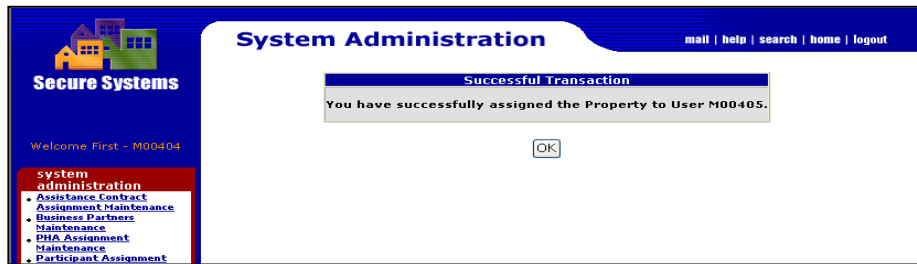 System Administration
mail | help | search | home | logout
Secure Systems
Successful Transaction
You have successfully assigned the Property to User M00405.
OK
Welcome First - M00404
system
administration
Assistance Contract
Assignment Maintenance
Business Partners
Maintenance
PHA Assignment
Maintenance
Participant Assignment